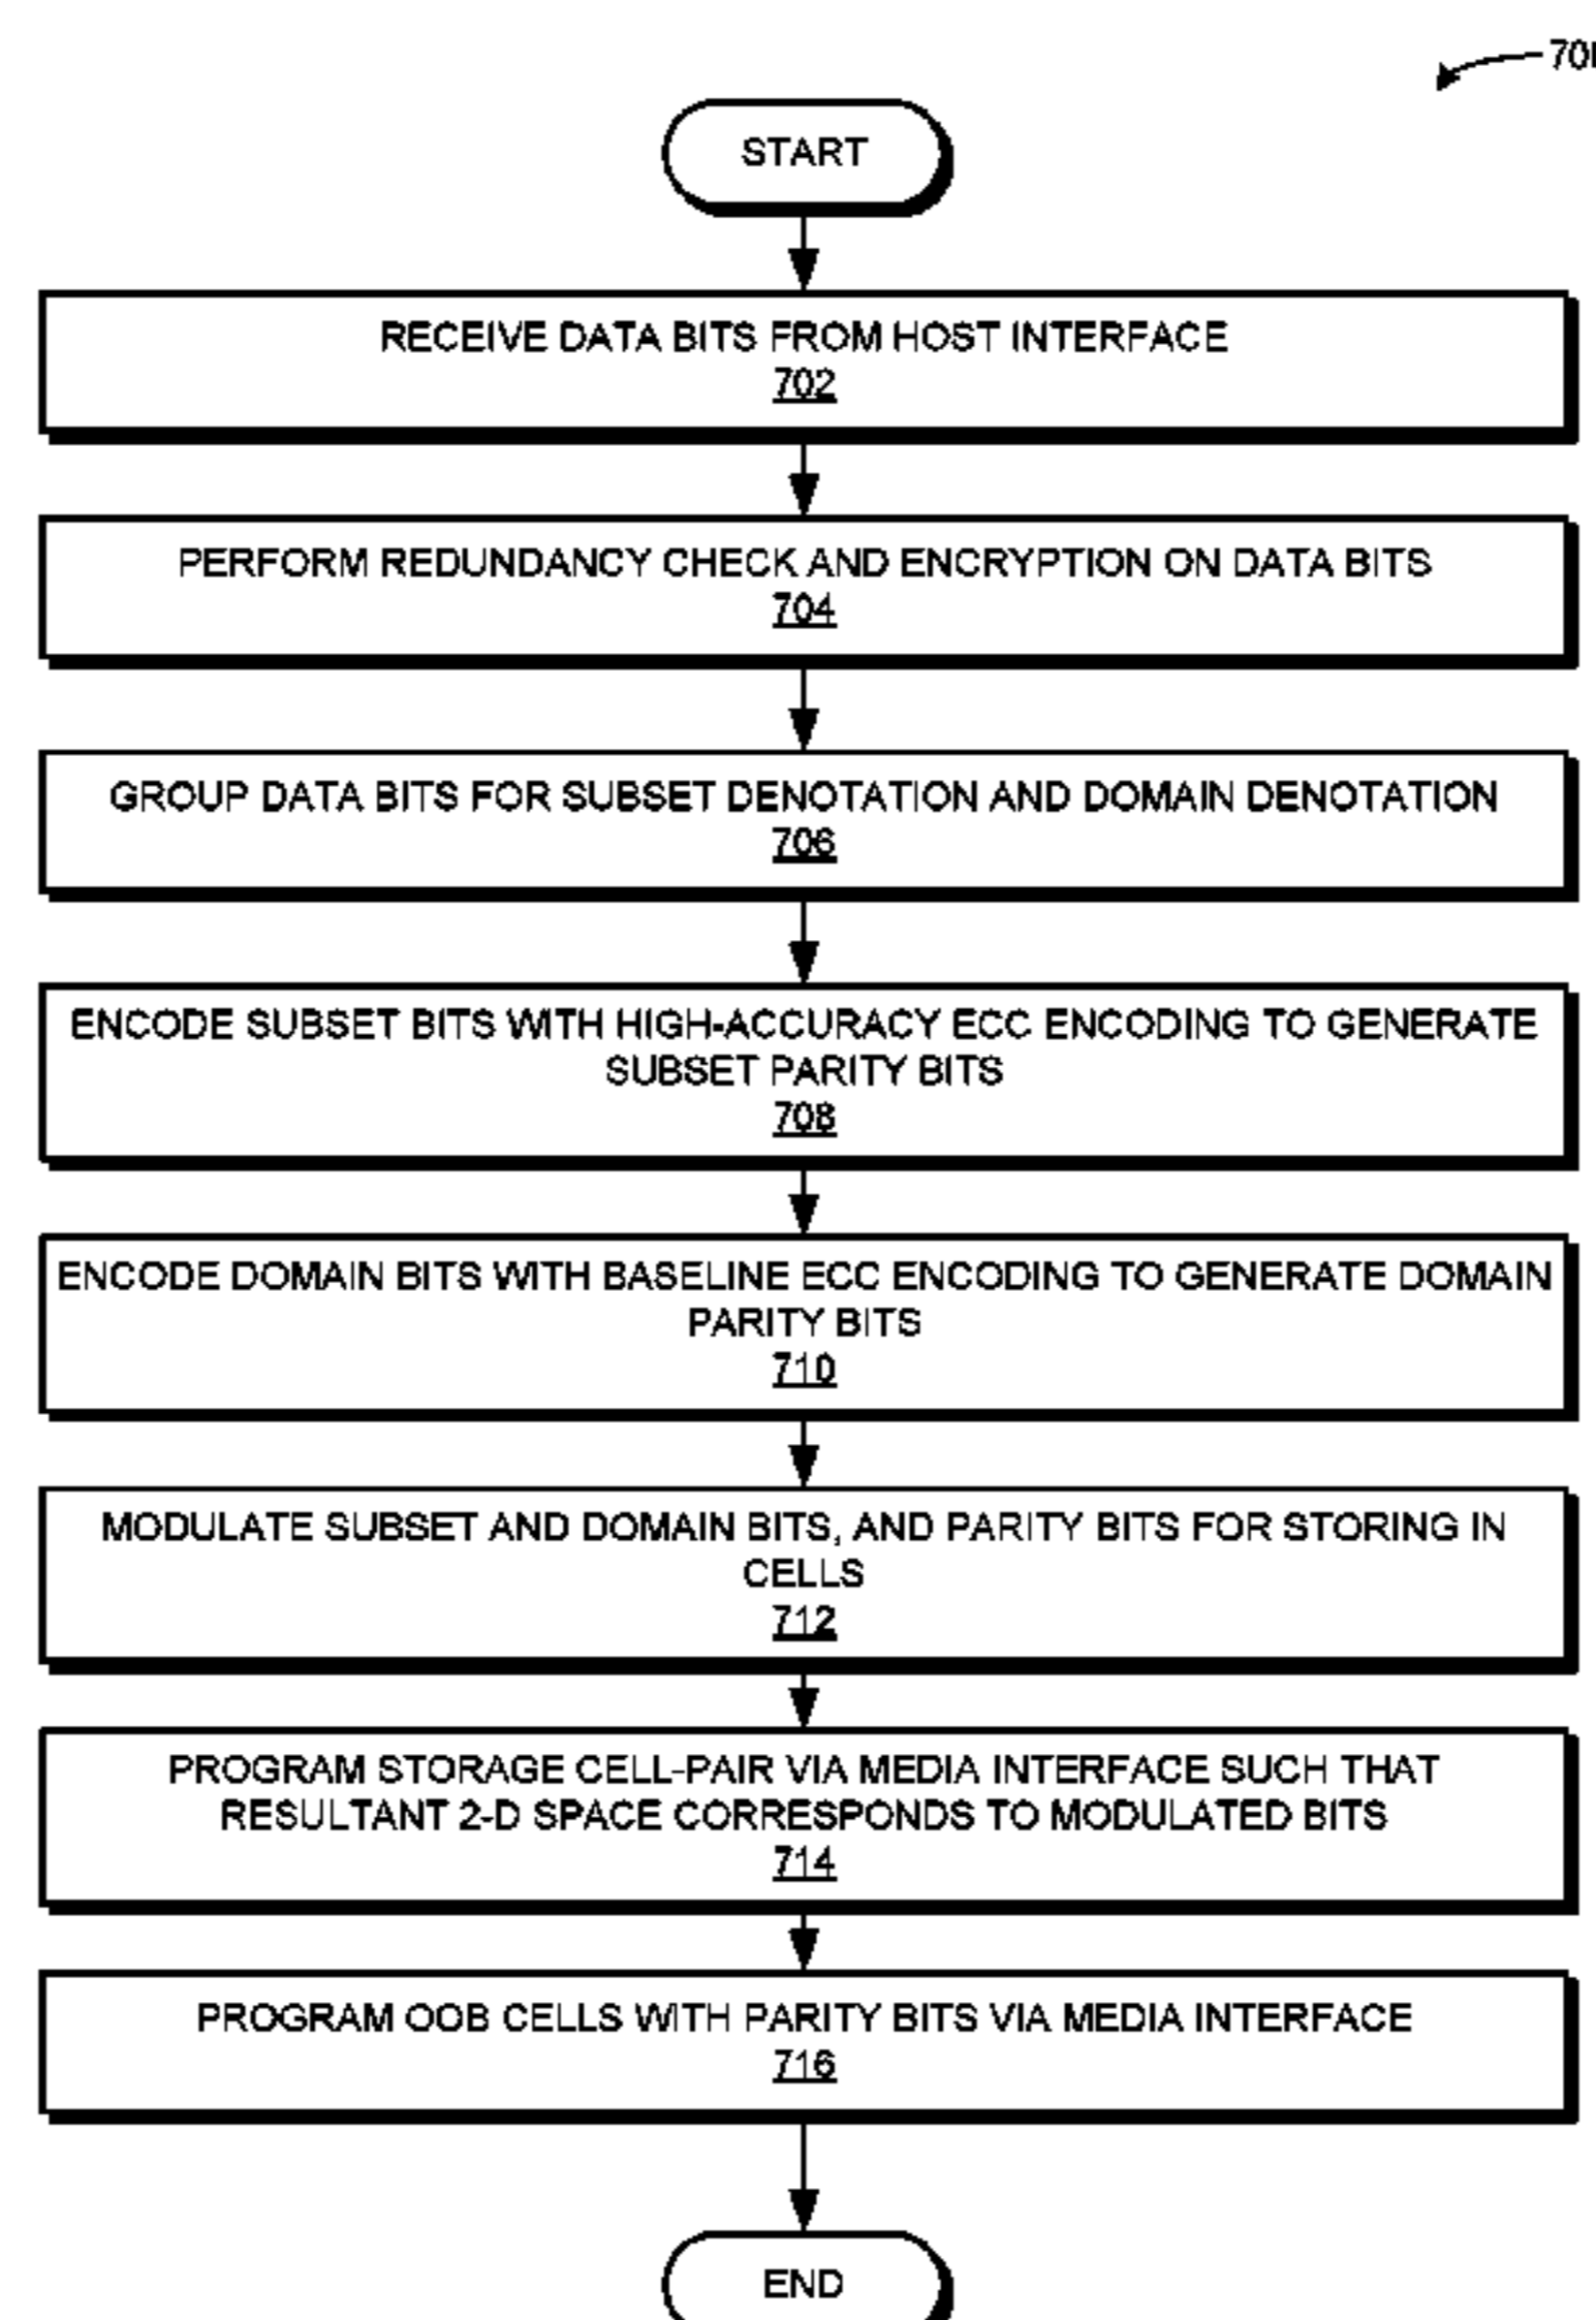 START
RECEIVE DATA BITS FROM HOST INTERFACE
702
PERFORM REDUNDANCY CHECK AND ENCRYPTION ON DATA BITS
704
GROUP DATA BITS FOR SUBSET DENOTATION AND DOMAIN DENOTATION
706
ENCODE SUBSET BITS WITH HIGH-ACCURACY ECC ENCODING TO GENERATE
SUBSET PARITY BITS
708
ENCODE DOMAIN BITS WITH BASELINE ECC ENCODING TO GENERATE DOMAIN
PARITY BITS
710
MODULATE SUBSET AND DOMAIN BITS, AND PARITY BITS FOR STORING IN
CELLS
712
PROGRAM STORAGE CELL-PAIR VIA MEDIA INTERFACE SUCH THAT
RESULTANT 2-D SPACE CORRESPONDS TO MODULATED BITS
714
PROGRAM OOB CELLS WITH PARITY BITS VIA MEDIA INTERFACE
716
END